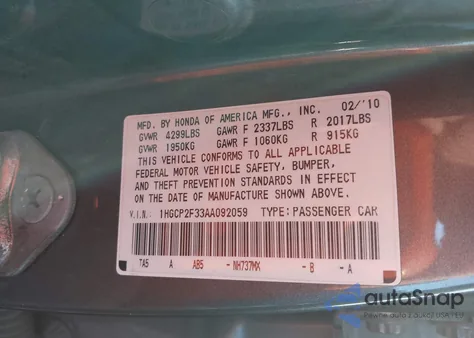 MFD. BY HONDA OF AMERICA MFG., INC. 02/'10
GVWR 4299LBS GAWR F 2337LBS R 2017LBS
GVWR 1950KG GAWR F 1060KG R 915KG
THIS VEHICLE CONFORMS TO ALL APPLICABLE
FEDERAL MOTOR VEHICLE SAFETY, BUMPER,
AND THEFT PREVENTION STANDARDS IN EFFECT
ON THE DATE OF MANUFACTURE SHOWN ABOVE.
V.I.N.: 1HGCP2F33AA092059 TYPE: PASSENGER CAR
TA5 A AB5 - NH737MX - B - A
autoSnap